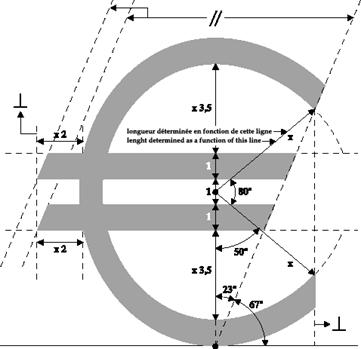 //
x 3,5
longueur déterminée en fonction de cette ligne
lenght determined as a function of this line
x
x 2
1
1
80°
1
x 2
50°
x 3,5
x
23°
67°